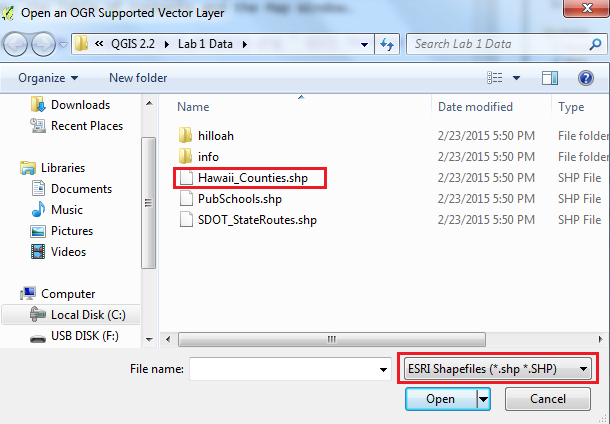 Open an OGR Supported Vector Layer
« QGIS 2.2 Lab 1 Data
Search Lab 1 Data
Organize New folder
Downloads
Recent Places
Libraries
Documents
Music
Pictures
Videos
Computer
Local Disk (C:)
USB DISK (F:)
Name Date modified Type
hilloah 2/23/2015 5:50 PM File folder
info 2/23/2015 5:50 PM File folder
Hawaii_Counties.shp 2/23/2015 5:50 PM SHP File
PubSchools.shp 2/23/2015 5:50 PM SHP File
SDOT_StateRoutes.shp 2/23/2015 5:50 PM SHP File
File name:
ESRI Shapefiles (*.shp *.SHP)
Open Cancel